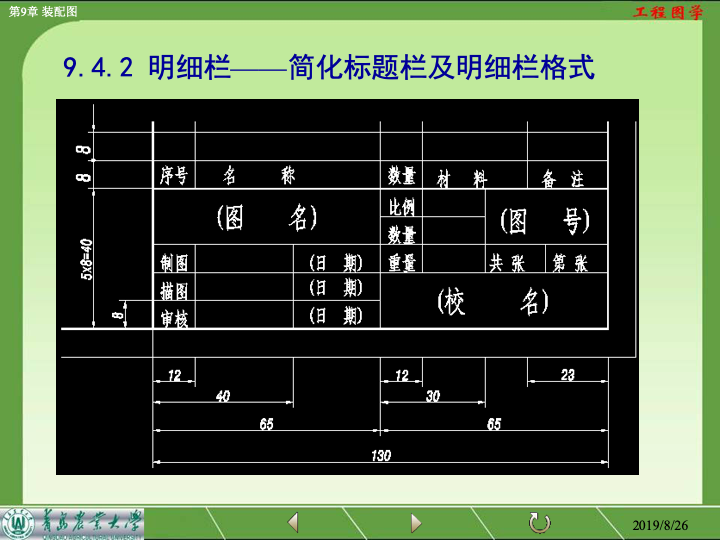 第9章 装配图
工程图学
9.4.2 明细栏——简化标题栏及明细栏格式
8
8 序号 名 称 数量 材 料 备 注
(图 名) 比例 (图 号)
数量
5x8=40 制图 (日 期) 重量 共 张 第 张
描图 (日 期) (校 名)
8 审核 (日 期)
12 12 23
40 30
65 65
130
青岛农业大学
2019/8/26